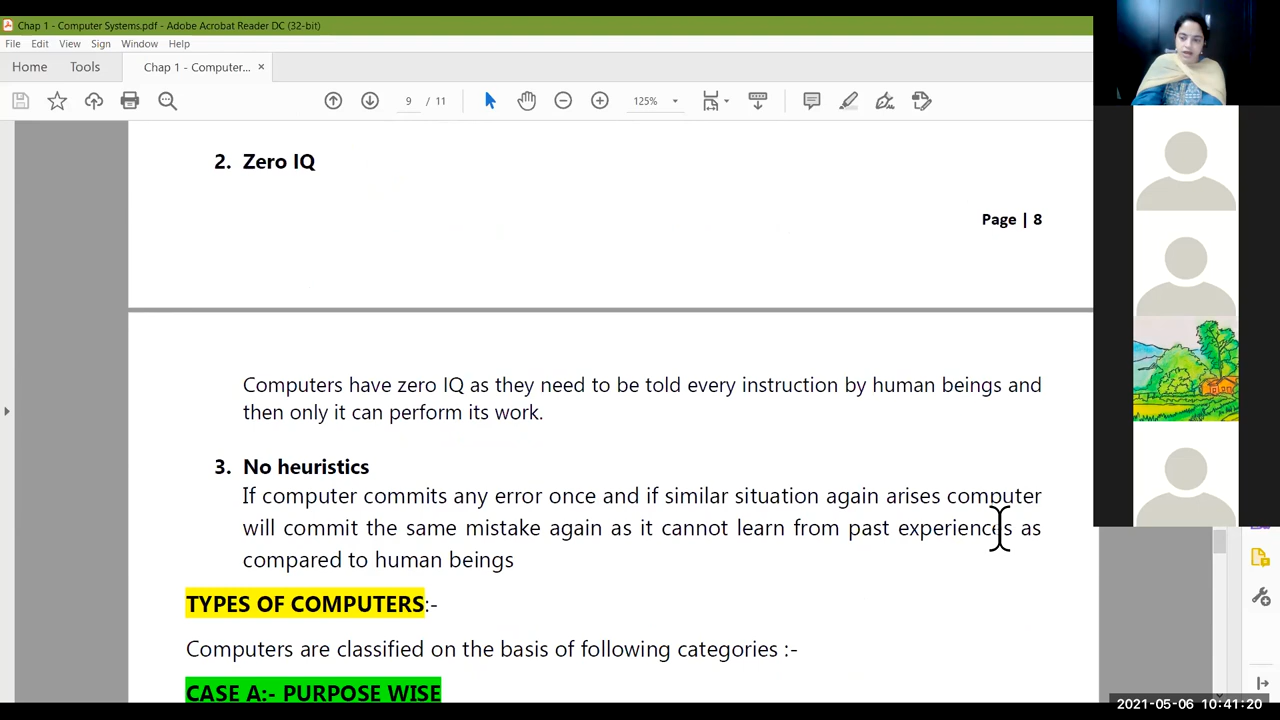 Chap 1 - Computer Systems.pdf - Adobe Acrobat Reader DC (32-bit)
File Edit View Sign Window Help
Home Tools Chap 1 - Computer... ×
9 / 11 125%
2. Zero IQ
Page | 8
Computers have zero IQ as they need to be told every instruction by human beings and
then only it can perform its work.
3. No heuristics
If computer commits any error once and if similar situation again arises computer
will commit the same mistake again as it cannot learn from past experiences as
compared to human beings
TYPES OF COMPUTERS:-
Computers are classified on the basis of following categories :-
CASE A:- PURPOSE WISE
2021-05-06 10:41:20